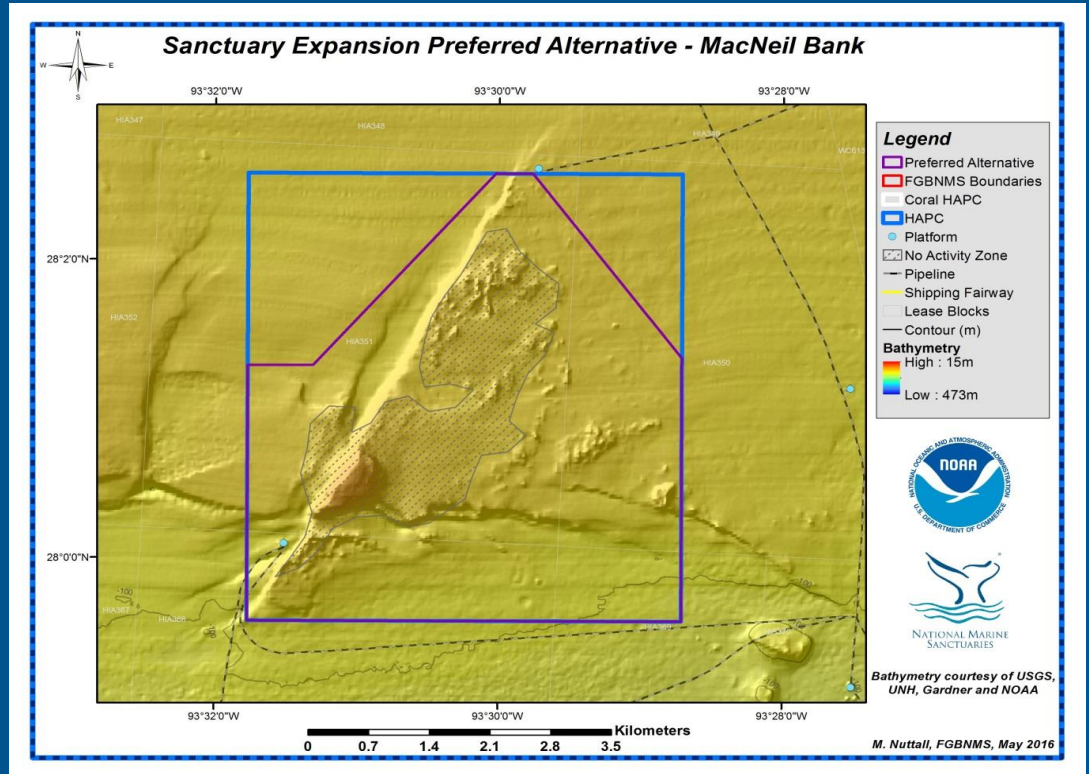 Sanctuary Expansion Preferred Alternative - MacNeil Bank
N
W E
S
93°32'0"W 93°30'0"W 93°28'0"W
HIA347
HIA348
HIA349
WC613
28°2'0"N
HIA352
HIA351
HIA350
28°0'0"N
-100
-100
-100
HIA367
HIA368
93°32'0"W 93°30'0"W 93°28'0"W
Kilometers
0 0.7 1.4 2.1 2.8 3.5
Legend
Preferred Alternative
FGBNMS Boundaries
Coral HAPC
HAPC
Platform
No Activity Zone
Pipeline
Shipping Fairway
Lease Blocks
Contour (m)
Bathymetry
High : 15m
Low : 473m
NATIONAL OCEANIC AND ATMOSPHERIC ADMINISTRATION
NOAA
U.S. DEPARTMENT OF COMMERCE
NATIONAL MARINE
SANCTUARIES
Bathymetry courtesy of USGS,
UNH, Gardner and NOAA
M. Nuttall, FGBNMS, May 2016